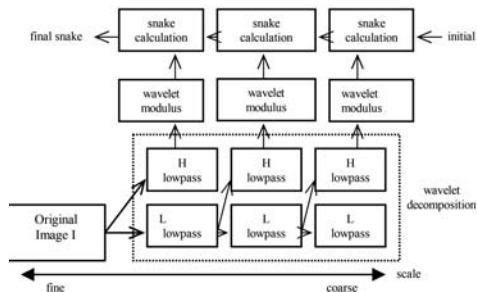 snake
calculation
snake
calculation
snake
calculation
final snake
initial
wavelet
modulus
wavelet
modulus
wavelet
modulus
H
lowpass
H
lowpass
H
lowpass
wavelet
decomposition
Original
Image I
L
lowpass
L
lowpass
L
lowpass
scale
fine
coarse